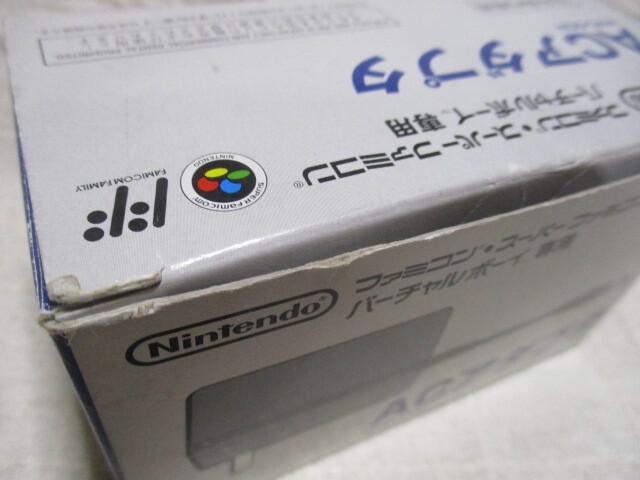 ACアダプタ
ファミコン・スーパーファミコン®
バーチャルボーイ専用
SUPER FAMICOM
NINTENDO
FAMICOM FAMILY
Nintendo®
ファミコン・スーパーファミコン
バーチャルボーイ 専用
ACア